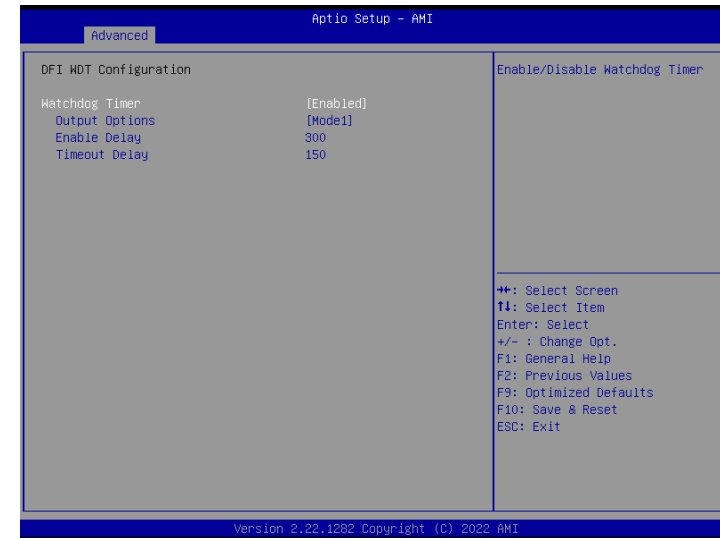 Aptio Setup – AMI
Advanced
DFI WDT Configuration
Watchdog Timer [Enabled]
Output Options [Mode1]
Enable Delay 300
Timeout Delay 150
Enable/Disable Watchdog Timer
→←: Select Screen
↑↓: Select Item
Enter: Select
+/- : Change Opt.
F1: General Help
F2: Previous Values
F9: Optimized Defaults
F10: Save & Reset
ESC: Exit
Version 2.22.1282 Copyright (C) 2022 AMI